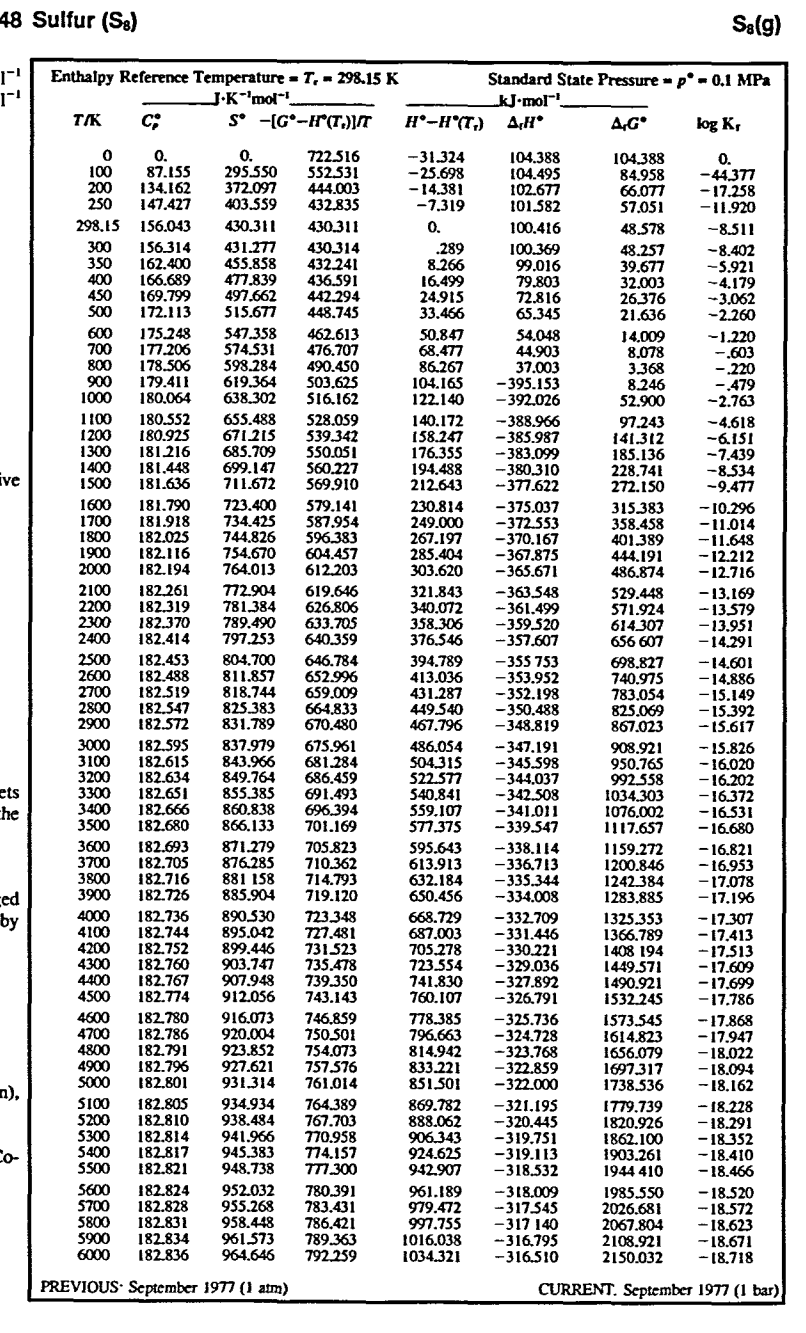 48 Sulfur (S₈)
S₈(g)
l⁻¹
l⁻¹
Enthalpy Reference Temperature = Tᵣ = 298.15 K Standard State Pressure = p° = 0.1 MPa
J·K⁻¹mol⁻¹ kJ·mol⁻¹
T/K C°ₚ S° −[G°−H°(Tᵣ)]/T H°−H°(Tᵣ) ΔfH° ΔfG° log Kf
0 0. 0. 722.516 −31.324 104.388 104.388 0.
100 87.155 295.550 552.531 −25.698 104.495 84.958 −44.377
200 134.162 372.097 444.003 −14.381 102.677 66.077 −17.258
250 147.427 403.559 432.835 −7.319 101.582 57.051 −11.920
298.15 156.043 430.311 430.311 0. 100.416 48.578 −8.511
300 156.314 431.277 430.314 .289 100.369 48.257 −8.402
350 162.400 455.858 432.241 8.266 99.016 39.677 −5.921
400 166.689 477.839 436.591 16.499 79.803 32.003 −4.179
450 169.799 497.662 442.294 24.915 72.816 26.376 −3.062
500 172.113 515.677 448.745 33.466 65.345 21.636 −2.260
600 175.248 547.358 462.613 50.847 54.048 14.009 −1.220
700 177.206 574.531 476.707 68.477 44.903 8.078 −.603
800 178.506 598.284 490.450 86.267 37.003 3.368 −.220
900 179.411 619.364 503.625 104.165 −395.153 8.246 −.479
1000 180.064 638.302 516.162 122.140 −392.026 52.900 −2.763
1100 180.552 655.488 528.059 140.172 −388.966 97.243 −4.618
1200 180.925 671.215 539.342 158.247 −385.987 141.312 −6.151
1300 181.216 685.709 550.051 176.355 −383.099 185.136 −7.439
1400 181.448 699.147 560.227 194.488 −380.310 228.741 −8.534
1500 181.636 711.672 569.910 212.643 −377.622 272.150 −9.477
ive
1600 181.790 723.400 579.141 230.814 −375.037 315.383 −10.296
1700 181.918 734.425 587.954 249.000 −372.553 358.458 −11.014
1800 182.025 744.826 596.383 267.197 −370.167 401.389 −11.648
1900 182.116 754.670 604.457 285.404 −367.875 444.191 −12.212
2000 182.194 764.013 612.203 303.620 −365.671 486.874 −12.716
2100 182.261 772.904 619.646 321.843 −363.548 529.448 −13.169
2200 182.319 781.384 626.806 340.072 −361.499 571.924 −13.579
2300 182.370 789.490 633.705 358.306 −359.520 614.307 −13.951
2400 182.414 797.253 640.359 376.546 −357.607 656 607 −14.291
2500 182.453 804.700 646.784 394.789 −355 753 698.827 −14.601
2600 182.488 811.857 652.996 413.036 −353.952 740.975 −14.886
2700 182.519 818.744 659.009 431.287 −352.198 783.054 −15.149
2800 182.547 825.383 664.833 449.540 −350.488 825.069 −15.392
2900 182.572 831.789 670.480 467.796 −348.819 867.023 −15.617
3000 182.595 837.979 675.961 486.054 −347.191 908.921 −15.826
3100 182.615 843.966 681.284 504.315 −345.598 950.765 −16.020
3200 182.634 849.764 686.459 522.577 −344.037 992.558 −16.202
ets
3300 182.651 855.385 691.493 540.841 −342.508 1034.303 −16.372
3400 182.666 860.838 696.394 559.107 −341.011 1076.002 −16.531
the
3500 182.680 866.133 701.169 577.375 −339.547 1117.657 −16.680
3600 182.693 871.279 705.823 595.643 −338.114 1159.272 −16.821
3700 182.705 876.285 710.362 613.913 −336.713 1200.846 −16.953
3800 182.716 881 158 714.793 632.184 −335.344 1242.384 −17.078
3900 182.726 885.904 719.120 650.456 −334.008 1283.885 −17.196
ged
4000 182.736 890.530 723.348 668.729 −332.709 1325.353 −17.307
by
4100 182.744 895.042 727.481 687.003 −331.446 1366.789 −17.413
4200 182.752 899.446 731.523 705.278 −330.221 1408 194 −17.513
4300 182.760 903.747 735.478 723.554 −329.036 1449.571 −17.609
4400 182.767 907.948 739.350 741.830 −327.892 1490.921 −17.699
4500 182.774 912.056 743.143 760.107 −326.791 1532.245 −17.786
4600 182.780 916.073 746.859 778.385 −325.736 1573.545 −17.868
4700 182.786 920.004 750.501 796.663 −324.728 1614.823 −17.947
4800 182.791 923.852 754.073 814.942 −323.768 1656.079 −18.022
4900 182.796 927.621 757.576 833.221 −322.859 1697.317 −18.094
5000 182.801 931.314 761.014 851.501 −322.000 1738.536 −18.162
n),
5100 182.805 934.934 764.389 869.782 −321.195 1779.739 −18.228
5200 182.810 938.484 767.703 888.062 −320.445 1820.926 −18.291
5300 182.814 941.966 770.958 906.343 −319.751 1862.100 −18.352
5400 182.817 945.383 774.157 924.625 −319.113 1903.261 −18.410
Co-
5500 182.821 948.738 777.300 942.907 −318.532 1944 410 −18.466
5600 182.824 952.032 780.391 961.189 −318.009 1985.550 −18.520
5700 182.828 955.268 783.431 979.472 −317.545 2026.681 −18.572
5800 182.831 958.448 786.421 997.755 −317 140 2067.804 −18.623
5900 182.834 961.573 789.363 1016.038 −316.795 2108.921 −18.671
6000 182.836 964.646 792.259 1034.321 −316.510 2150.032 −18.718
PREVIOUS· September 1977 (1 atm) CURRENT. September 1977 (1 bar)